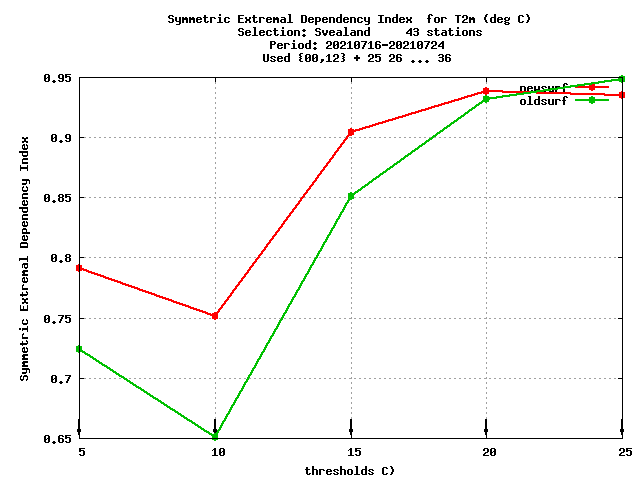 Symmetric Extremal Dependency Index  for T2m (deg C)
Selection: Svealand     43 stations
Period: 20210716-20210724
Used {00,12} + 25 26 ... 36
Symmetric Extremal Dependency Index
0.95
0.9
0.85
0.8
0.75
0.7
0.65
newsurf
oldsurf
5 10 15 20 25
thresholds C)